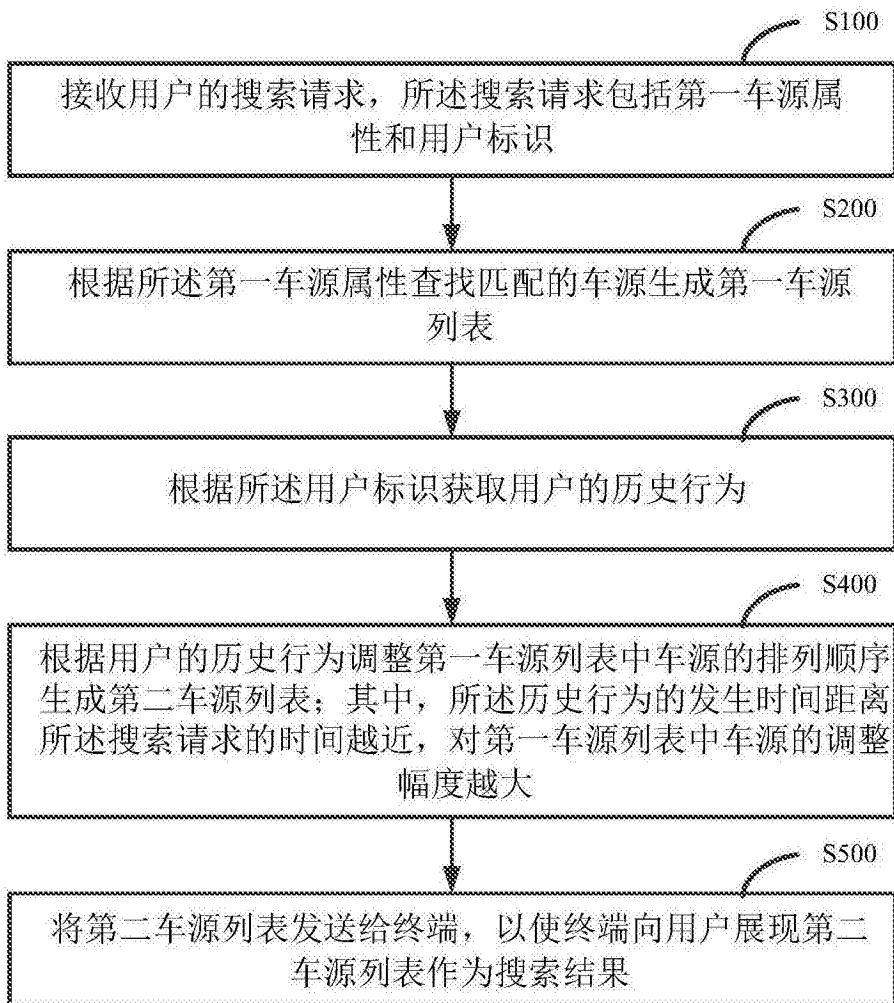 S100
接收用户的搜索请求，所述搜索请求包括第一车源属
性和用户标识
S200
根据所述第一车源属性查找匹配的车源生成第一车源
列表
S300
根据所述用户标识获取用户的历史行为
S400
根据用户的历史行为调整第一车源列表中车源的排列顺序
生成第二车源列表；其中，所述历史行为的发生时间距离
所述搜索请求的时间越近，对第一车源列表中车源的调整
幅度越大
S500
将第二车源列表发送给终端，以使终端向用户展现第二
车源列表作为搜索结果